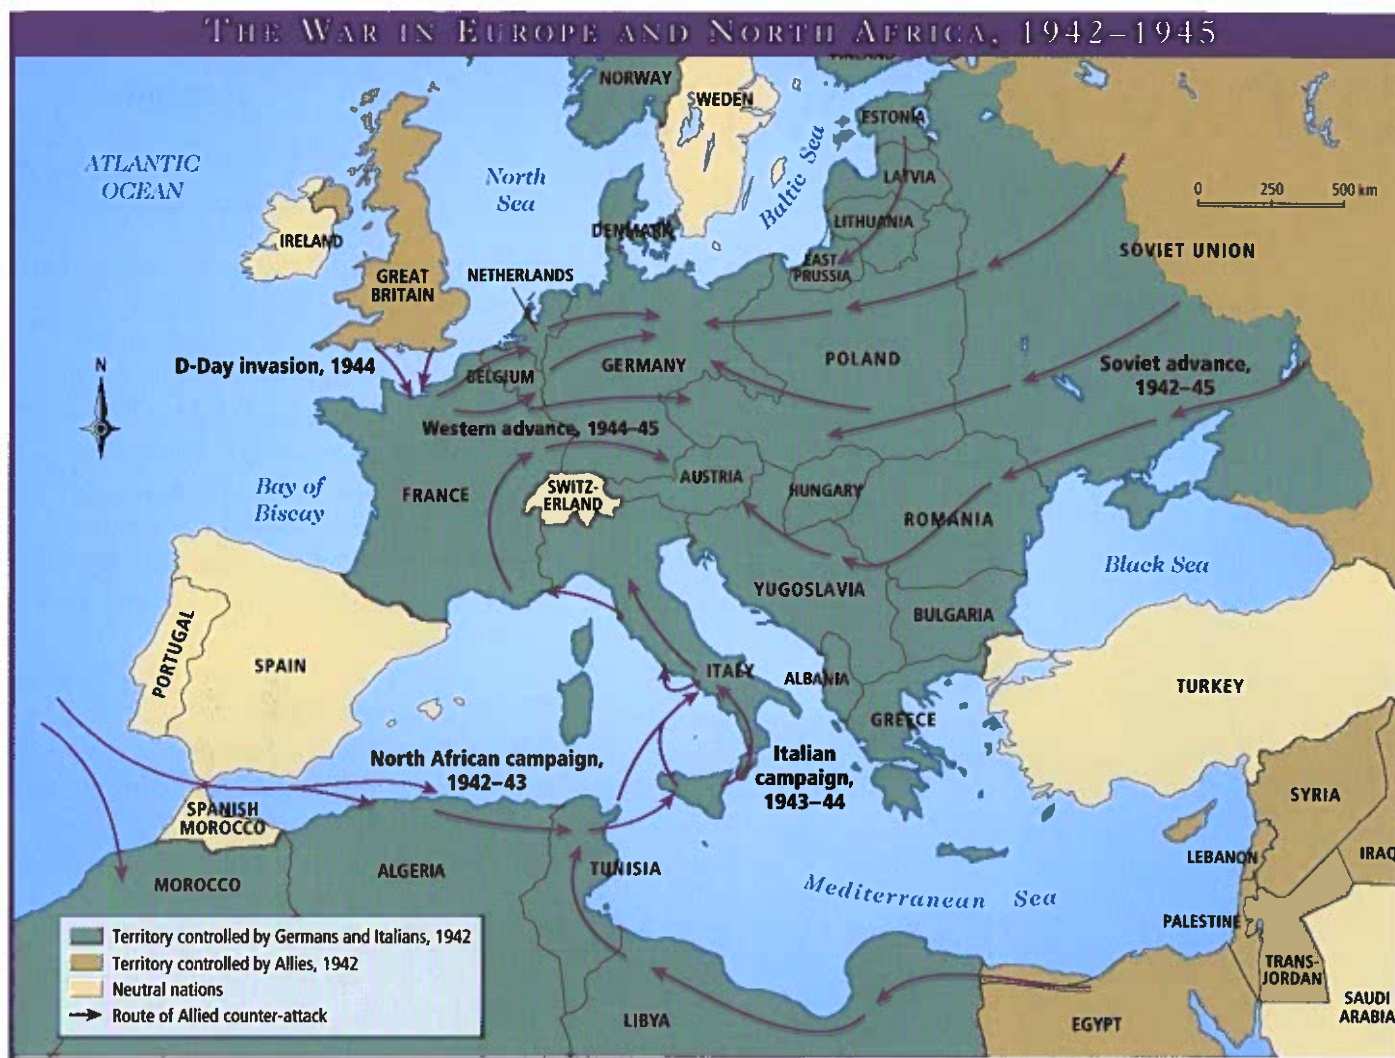 THE WAR IN EUROPE AND NORTH AFRICA, 1942–1945
NORWAY
FINLAND
SWEDEN
ESTONIA
ATLANTIC
OCEAN
North
Sea
Baltic Sea
LATVIA
0 250 500 km
LITHUANIA
IRELAND
DENMARK
SOVIET UNION
EAST
PRUSSIA
GREAT
BRITAIN
NETHERLANDS
N
D-Day invasion, 1944
BELGIUM
GERMANY
POLAND
Soviet advance,
1942–45
Western advance, 1944–45
Bay of
Biscay
FRANCE
SWITZ-
ERLAND
AUSTRIA
HUNGARY
ROMANIA
Black Sea
YUGOSLAVIA
BULGARIA
PORTUGAL
SPAIN
ITALY
ALBANIA
TURKEY
GREECE
North African campaign,
1942–43
Italian
campaign,
1943–44
SPANISH
MOROCCO
SYRIA
LEBANON
IRAQ
MOROCCO
ALGERIA
TUNISIA
Mediterranean Sea
PALESTINE
TRANS-
JORDAN
SAUDI
ARABIA
LIBYA
EGYPT
Territory controlled by Germans and Italians, 1942
Territory controlled by Allies, 1942
Neutral nations
Route of Allied counter-attack